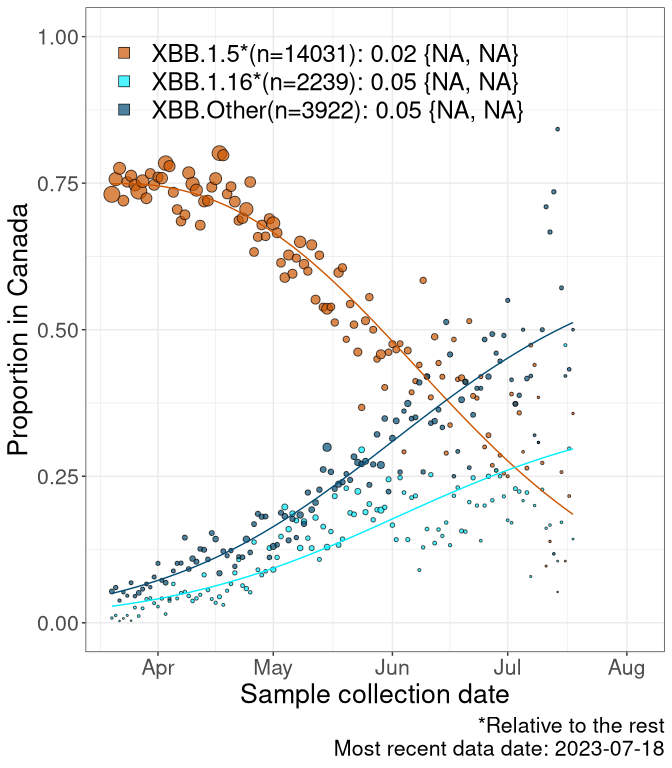 1.00
0.75
0.50
0.25
0.00
Proportion in Canada
XBB.1.5*(n=14031): 0.02 {NA, NA}
XBB.1.16*(n=2239): 0.05 {NA, NA}
XBB.Other(n=3922): 0.05 {NA, NA}
Apr May Jun Jul Aug
Sample collection date
*Relative to the rest
Most recent data date: 2023-07-18